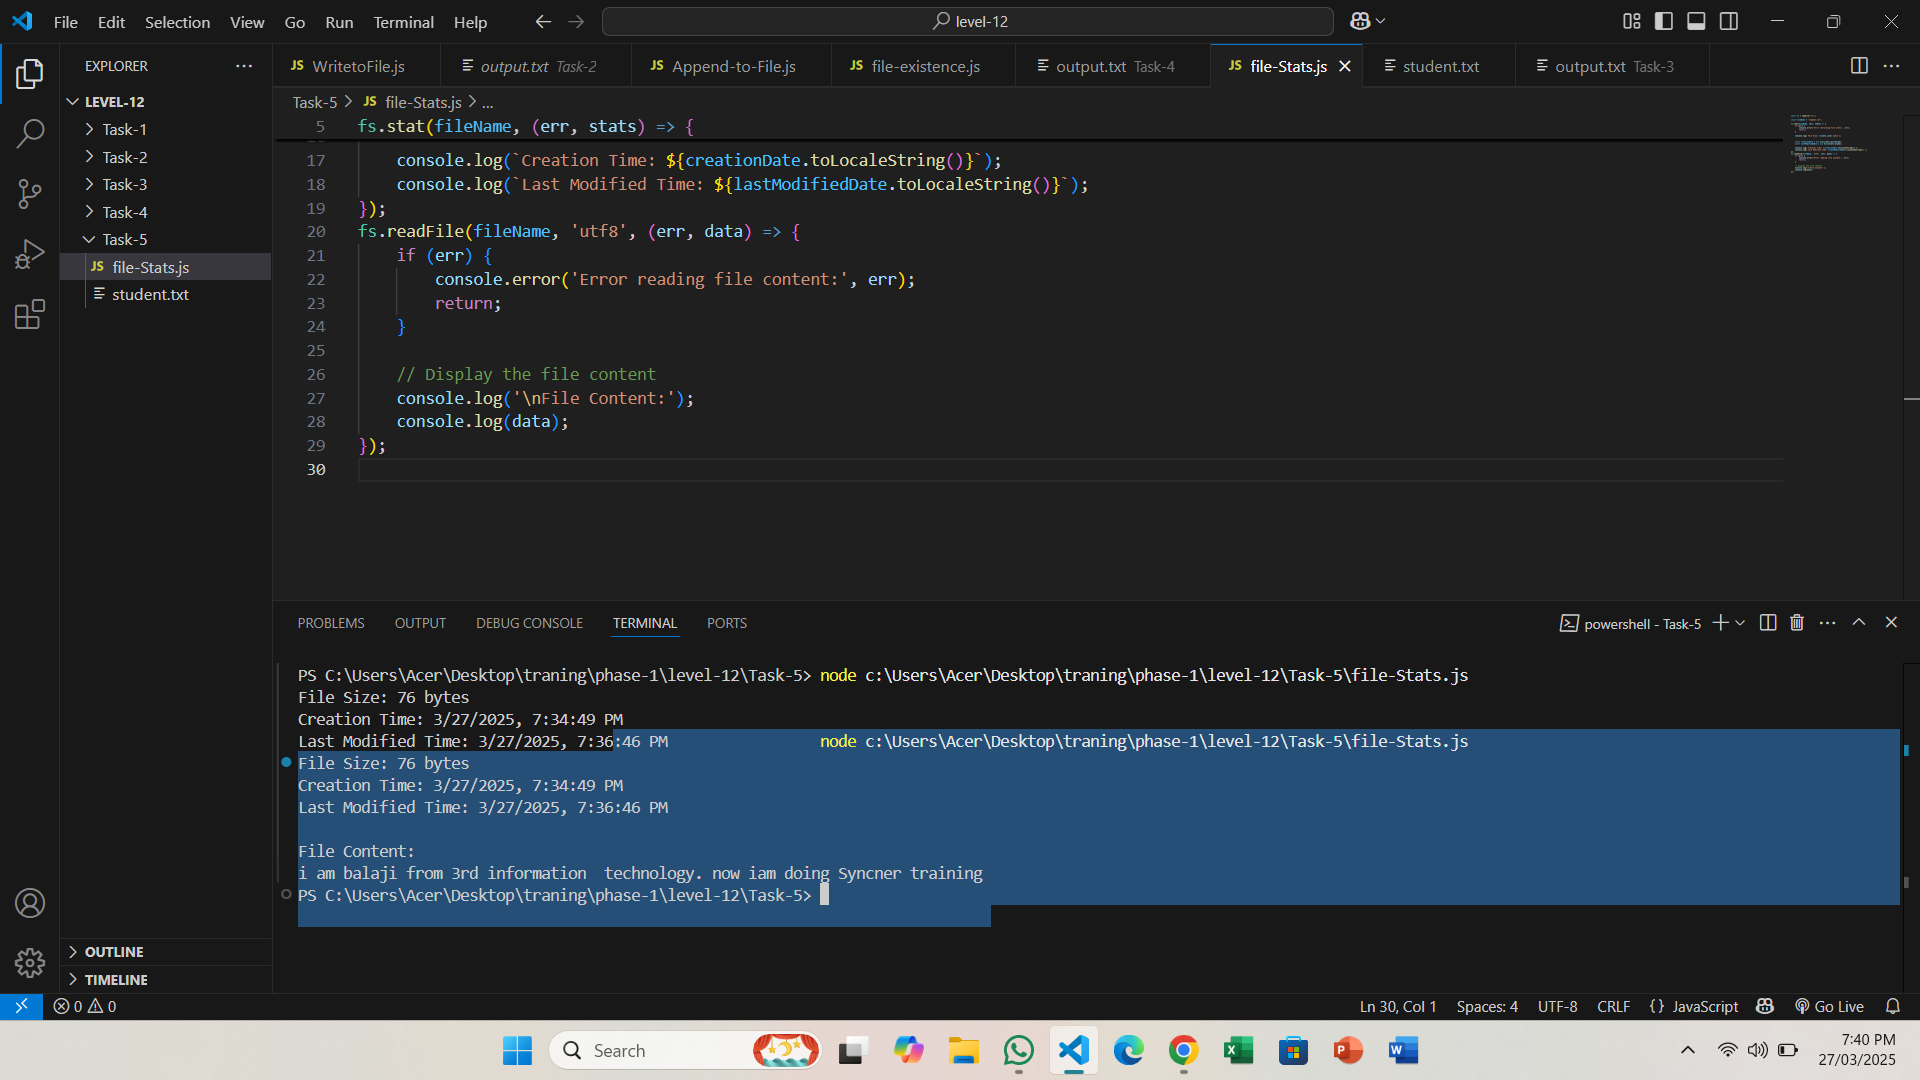 File Edit Selection View Go Run Terminal Help level-12
EXPLORER
LEVEL-12
Task-1
Task-2
Task-3
Task-4
Task-5
JS file-Stats.js
student.txt
OUTLINE
TIMELINE
JS WritetoFile.js output.txt Task-2 JS Append-to-File.js JS file-existence.js output.txt Task-4 JS file-Stats.js student.txt output.txt Task-3
Task-5 > JS file-Stats.js > ...
5 fs.stat(fileName, (err, stats) => {
17 console.log(`Creation Time: ${creationDate.toLocaleString()}`);
18 console.log(`Last Modified Time: ${lastModifiedDate.toLocaleString()}`);
19 });
20 fs.readFile(fileName, 'utf8', (err, data) => {
21 if (err) {
22 console.error('Error reading file content:', err);
23 return;
24 }
25
26 // Display the file content
27 console.log('\nFile Content:');
28 console.log(data);
29 });
30
PROBLEMS OUTPUT DEBUG CONSOLE TERMINAL PORTS powershell - Task-5
PS C:\Users\Acer\Desktop\traning\phase-1\level-12\Task-5> node c:\Users\Acer\Desktop\traning\phase-1\level-12\Task-5\file-Stats.js
File Size: 76 bytes
Creation Time: 3/27/2025, 7:34:49 PM
Last Modified Time: 3/27/2025, 7:36:46 PM node c:\Users\Acer\Desktop\traning\phase-1\level-12\Task-5\file-Stats.js
File Size: 76 bytes
Creation Time: 3/27/2025, 7:34:49 PM
Last Modified Time: 3/27/2025, 7:36:46 PM
File Content:
i am balaji from 3rd information  technology. now iam doing Syncner training
PS C:\Users\Acer\Desktop\traning\phase-1\level-12\Task-5>
0 0 Ln 30, Col 1 Spaces: 4 UTF-8 CRLF {} JavaScript Go Live
Search
7:40 PM
27/03/2025